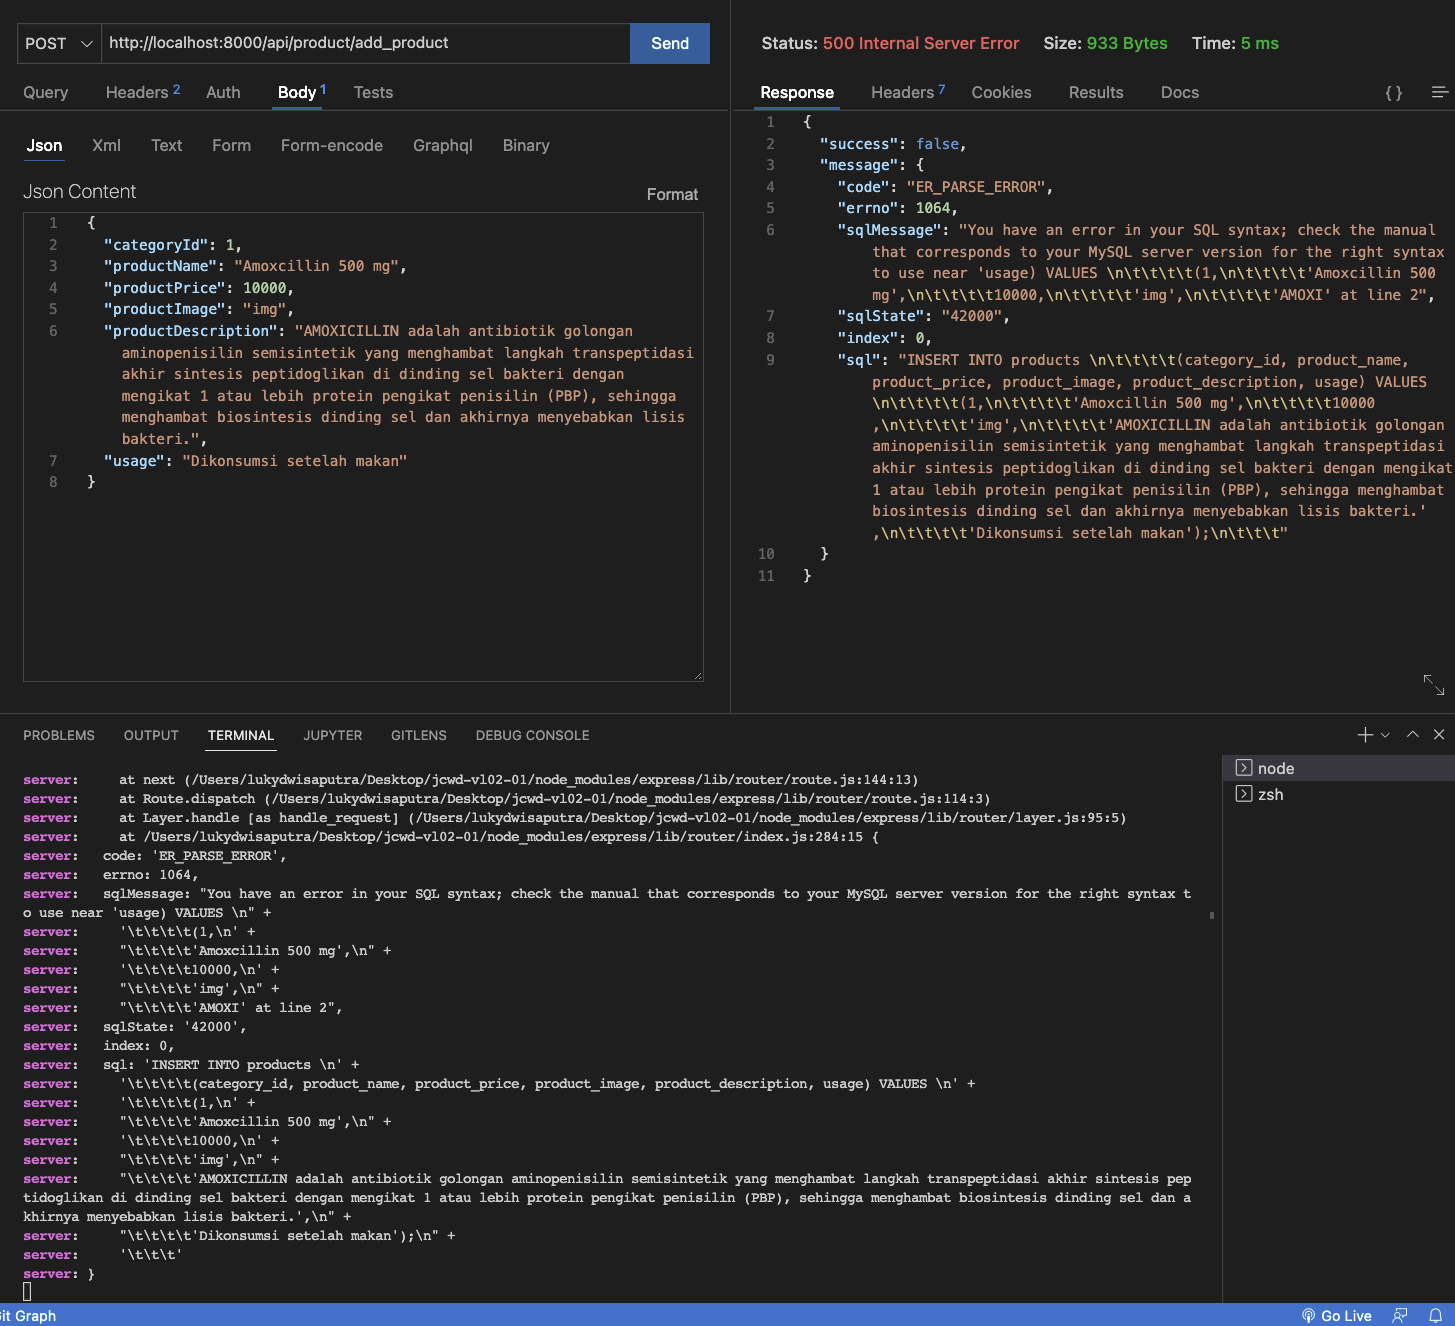 POST http://localhost:8000/api/product/add_product Send
Query Headers 2 Auth Body 1 Tests
Json Xml Text Form Form-encode Graphql Binary
Json Content Format
1 {
2 "categoryId": 1,
3 "productName": "Amoxcillin 500 mg",
4 "productPrice": 10000,
5 "productImage": "img",
6 "productDescription": "AMOXICILLIN adalah antibiotik golongan
aminopenisilin semisintetik yang menghambat langkah transpeptidasi
akhir sintesis peptidoglikan di dinding sel bakteri dengan
mengikat 1 atau lebih protein pengikat penisilin (PBP), sehingga
menghambat biosintesis dinding sel dan akhirnya menyebabkan lisis
bakteri.",
7 "usage": "Dikonsumsi setelah makan"
8 }
Status: 500 Internal Server Error Size: 933 Bytes Time: 5 ms
Response Headers 7 Cookies Results Docs { }
1 {
2 "success": false,
3 "message": {
4 "code": "ER_PARSE_ERROR",
5 "errno": 1064,
6 "sqlMessage": "You have an error in your SQL syntax; check the manual
that corresponds to your MySQL server version for the right syntax
to use near 'usage) VALUES \n\t\t\t\t(1,\n\t\t\t\t'Amoxcillin 500
mg',\n\t\t\t\t10000,\n\t\t\t\t'img',\n\t\t\t\t'AMOXI' at line 2",
7 "sqlState": "42000",
8 "index": 0,
9 "sql": "INSERT INTO products \n\t\t\t\t(category_id, product_name,
product_price, product_image, product_description, usage) VALUES
\n\t\t\t\t(1,\n\t\t\t\t'Amoxcillin 500 mg',\n\t\t\t\t10000
,\n\t\t\t\t'img',\n\t\t\t\t'AMOXICILLIN adalah antibiotik golongan
aminopenisilin semisintetik yang menghambat langkah transpeptidasi
akhir sintesis peptidoglikan di dinding sel bakteri dengan mengikat
1 atau lebih protein pengikat penisilin (PBP), sehingga menghambat
biosintesis dinding sel dan akhirnya menyebabkan lisis bakteri.'
,\n\t\t\t\t'Dikonsumsi setelah makan');\n\t\t\t"
10 }
11 }
PROBLEMS OUTPUT TERMINAL JUPYTER GITLENS DEBUG CONSOLE
server: at next (/Users/lukydwisaputra/Desktop/jcwd-vl02-01/node_modules/express/lib/router/route.js:144:13)
server: at Route.dispatch (/Users/lukydwisaputra/Desktop/jcwd-vl02-01/node_modules/express/lib/router/route.js:114:3)
server: at Layer.handle [as handle_request] (/Users/lukydwisaputra/Desktop/jcwd-vl02-01/node_modules/express/lib/router/layer.js:95:5)
server: at /Users/lukydwisaputra/Desktop/jcwd-vl02-01/node_modules/express/lib/router/index.js:284:15 {
server: code: 'ER_PARSE_ERROR',
server: errno: 1064,
server: sqlMessage: "You have an error in your SQL syntax; check the manual that corresponds to your MySQL server version for the right syntax t
o use near 'usage) VALUES \n" +
server: '\t\t\t\t(1,\n' +
server: "\t\t\t\t'Amoxcillin 500 mg',\n" +
server: '\t\t\t\t10000,\n' +
server: "\t\t\t\t'img',\n" +
server: "\t\t\t\t'AMOXI' at line 2",
server: sqlState: '42000',
server: index: 0,
server: sql: 'INSERT INTO products \n' +
server: '\t\t\t\t(category_id, product_name, product_price, product_image, product_description, usage) VALUES \n' +
server: '\t\t\t\t(1,\n' +
server: "\t\t\t\t'Amoxcillin 500 mg',\n" +
server: '\t\t\t\t10000,\n' +
server: "\t\t\t\t'img',\n" +
server: "\t\t\t\t'AMOXICILLIN adalah antibiotik golongan aminopenisilin semisintetik yang menghambat langkah transpeptidasi akhir sintesis pep
tidoglikan di dinding sel bakteri dengan mengikat 1 atau lebih protein pengikat penisilin (PBP), sehingga menghambat biosintesis dinding sel dan a
khirnya menyebabkan lisis bakteri.',\n" +
server: "\t\t\t\t'Dikonsumsi setelah makan');\n" +
server: '\t\t\t'
server: }
node
zsh
it Graph Go Live